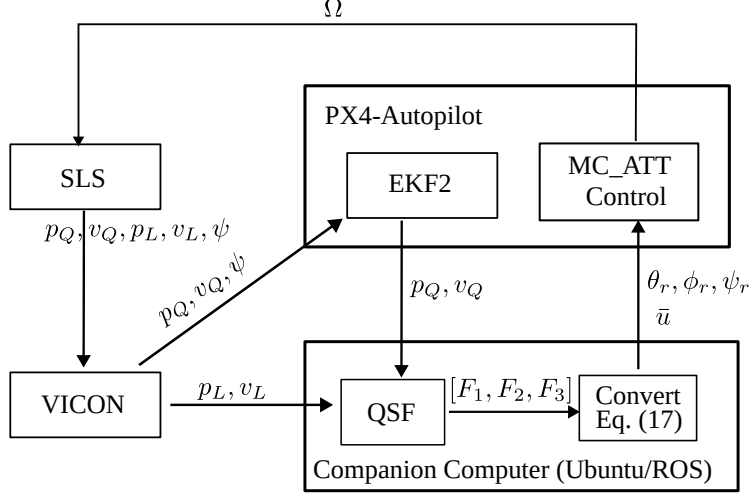 Ω
PX4-Autopilot
SLS
EKF2
MC_ATT
Control
p_Q, v_Q, p_L, v_L, ψ
p_Q, v_Q, ψ
p_Q, v_Q
θ_r, ϕ_r, ψ_r
ū
VICON
p_L, v_L
QSF
[F_1, F_2, F_3]
Convert
Eq. (17)
Companion Computer (Ubuntu/ROS)